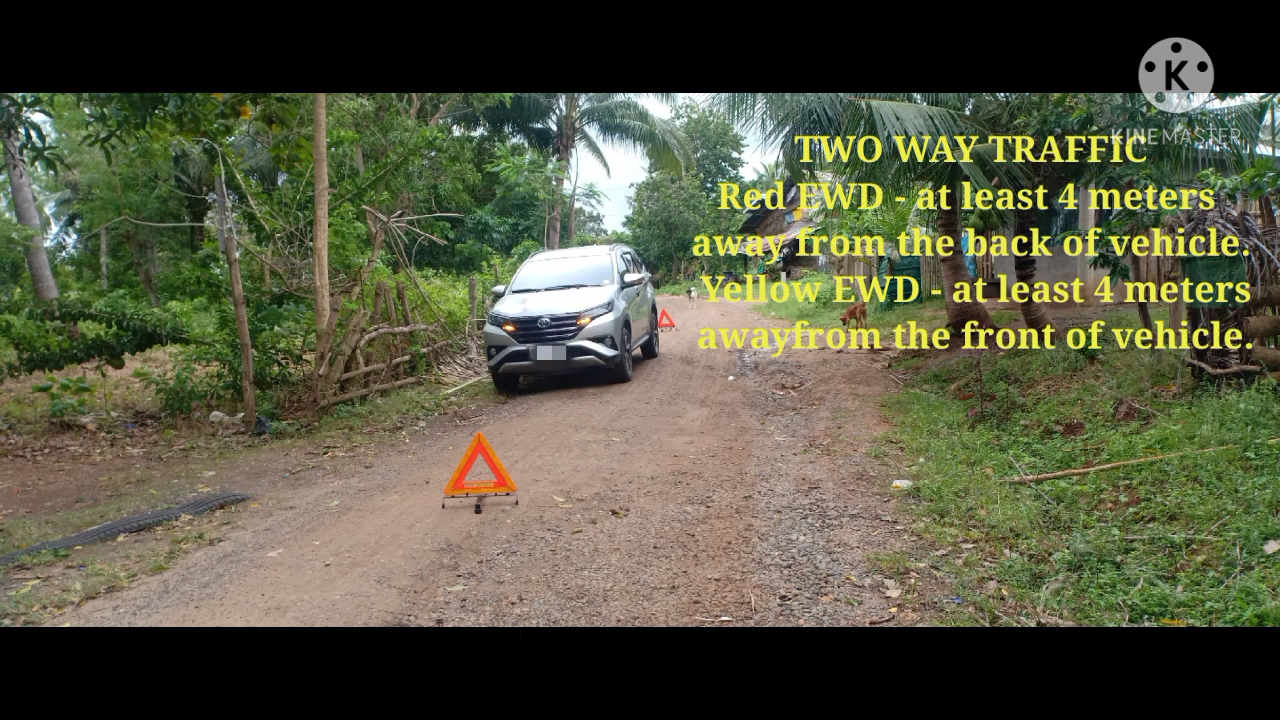 K
KINEMASTER
TWO WAY TRAFFIC
Red EWD - at least 4 meters
away from the back of vehicle.
Yellow EWD - at least 4 meters
awayfrom the front of vehicle.